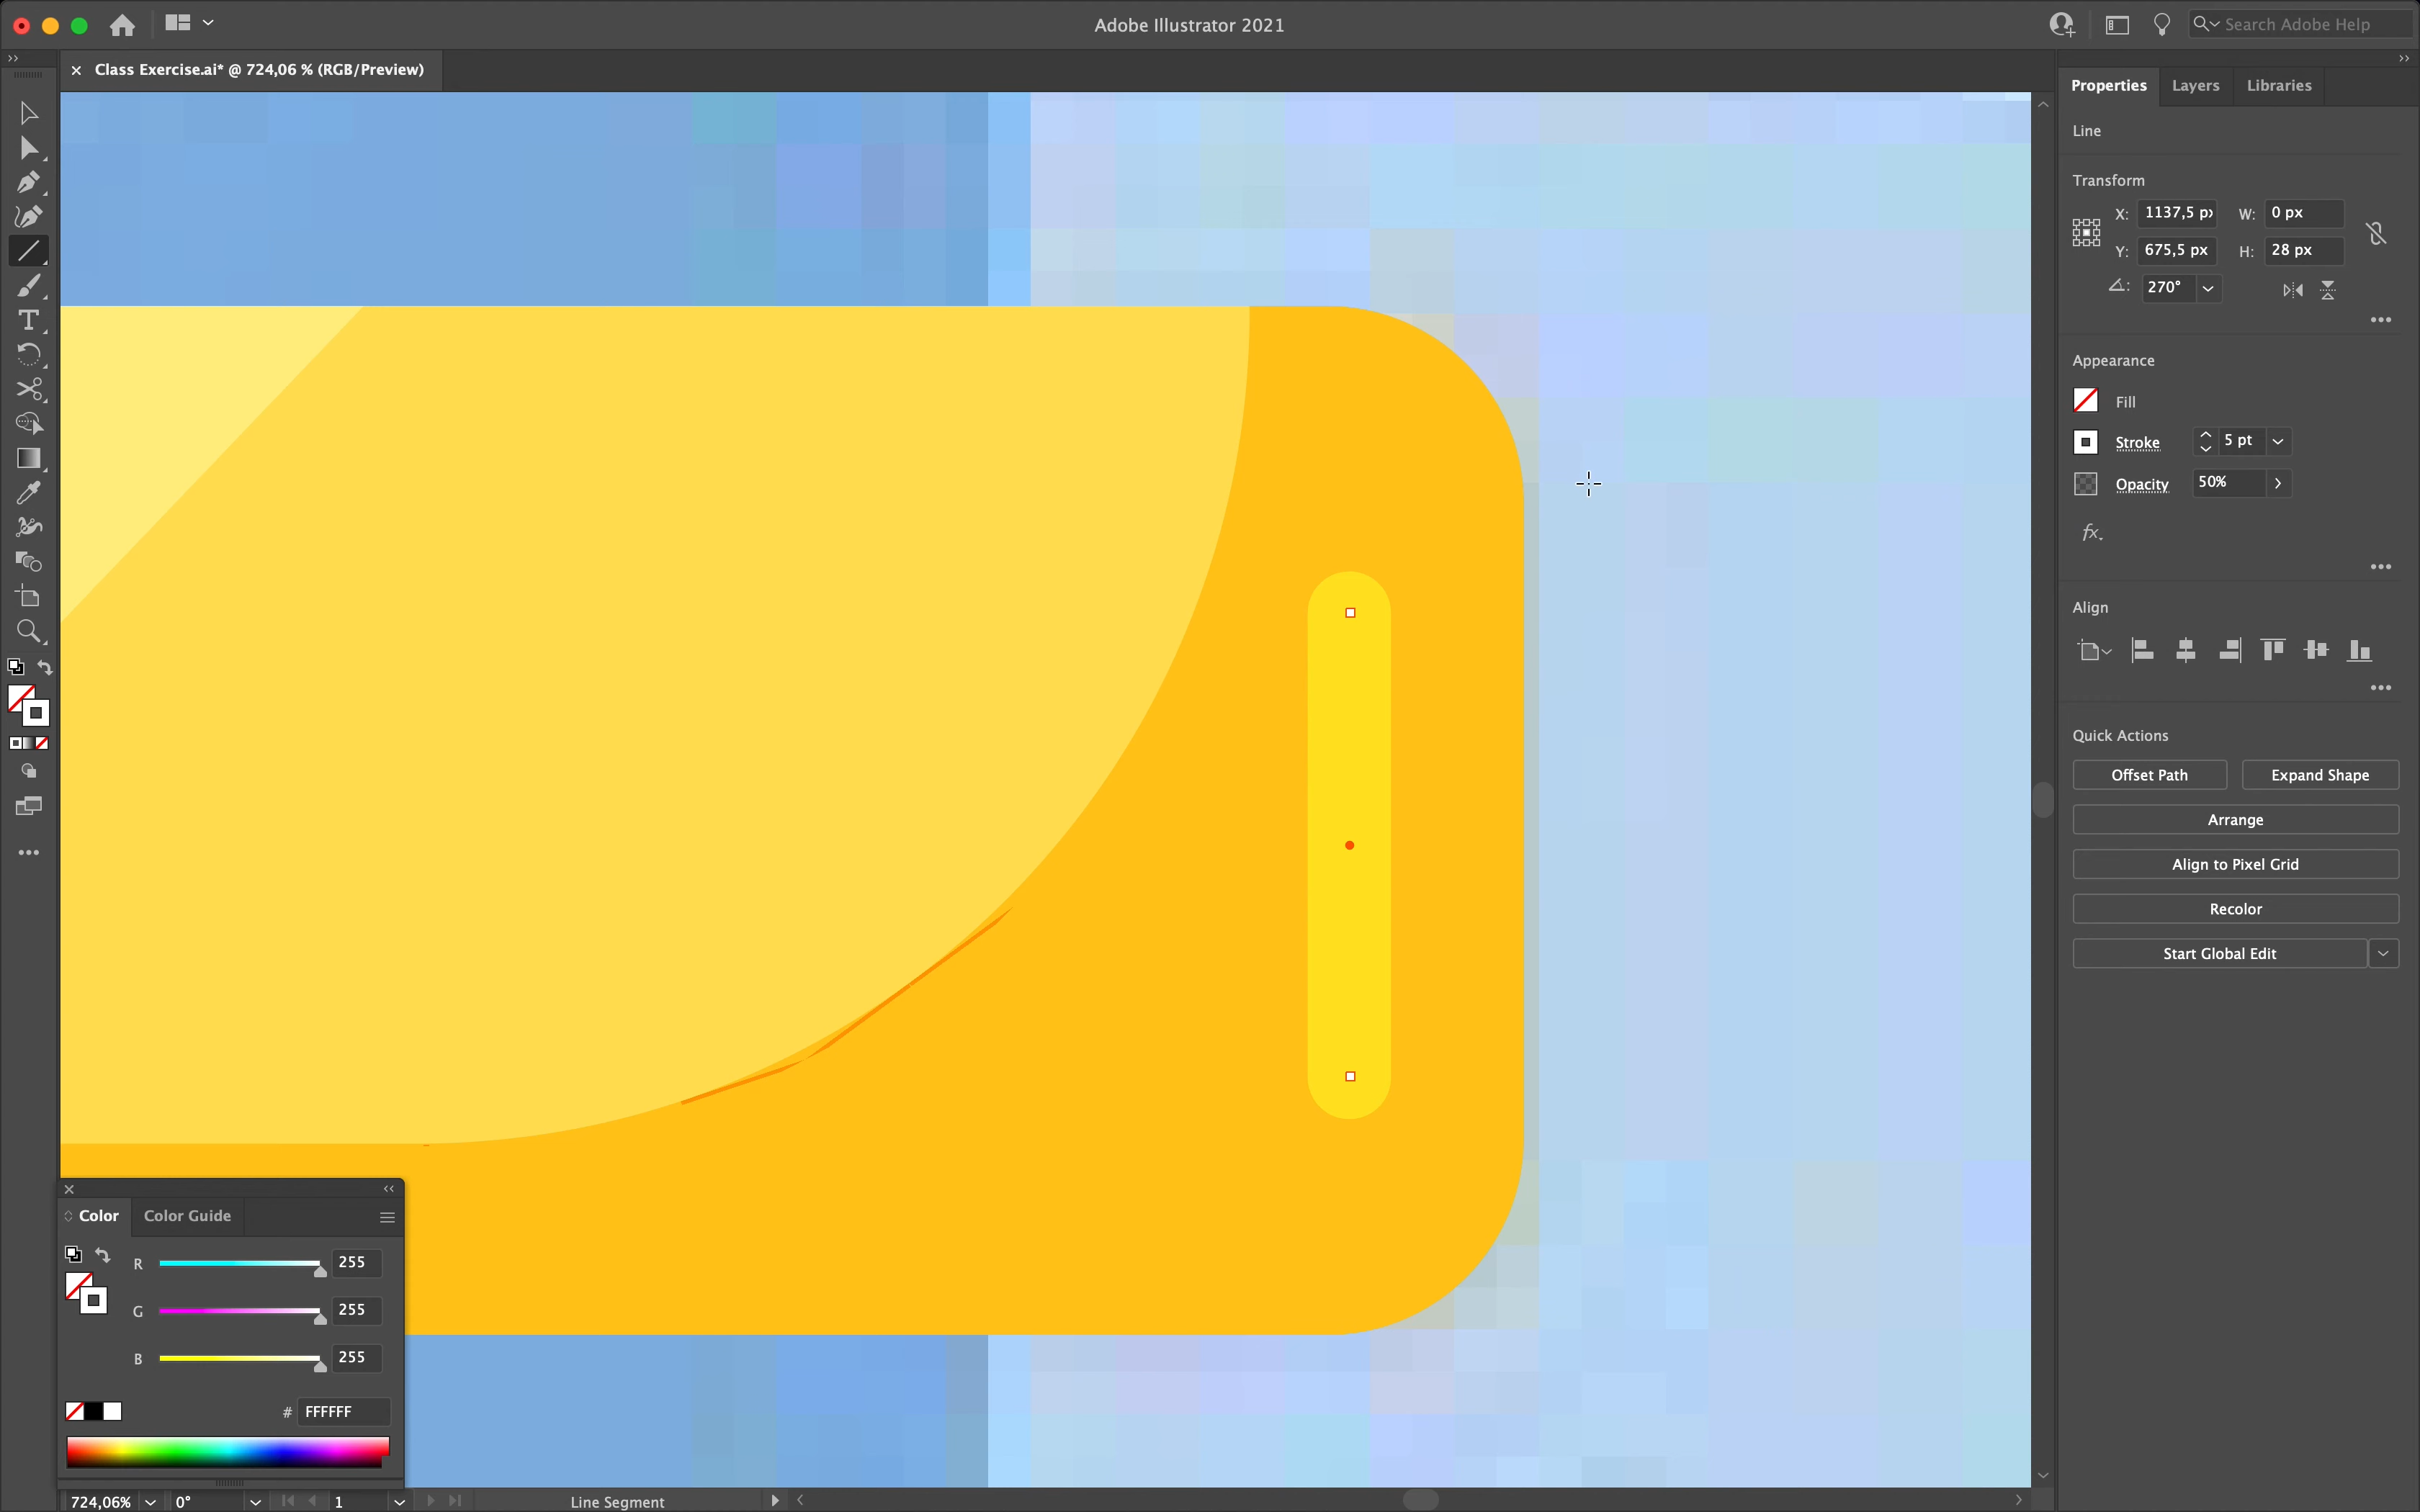 Adobe Illustrator 2021
Search Adobe Help
Class Exercise.ai* @ 724,06 % (RGB/Preview)
Properties Layers Libraries
Line
Transform
X: 1137,5 px W: 0 px
Y: 675,5 px H: 28 px
270°
Appearance
Fill
Stroke 5 pt
Opacity 50%
fx.
Align
Quick Actions
Offset Path Expand Shape
Arrange
Align to Pixel Grid
Recolor
Start Global Edit
Color Color Guide
R 255
G 255
B 255
# FFFFFF
724,06% 0° 1 Line Segment